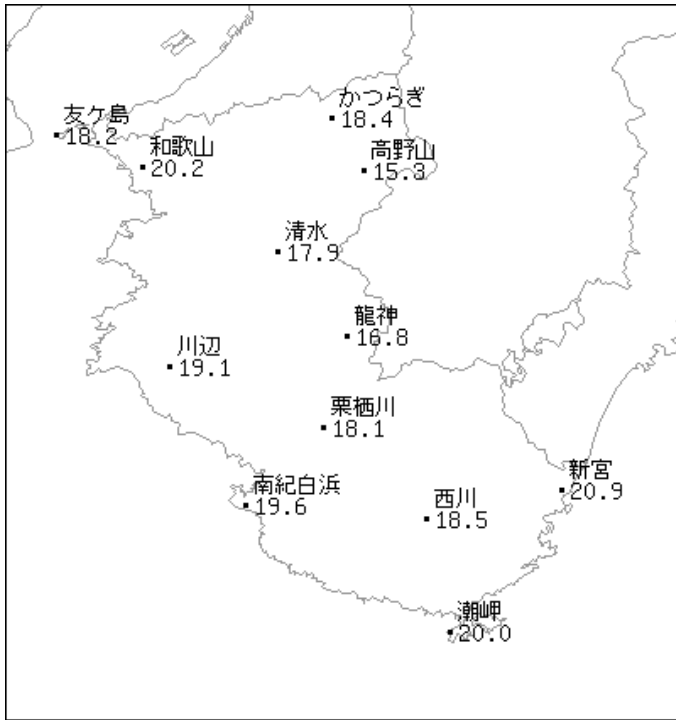 かつらぎ
18.4
友ケ島
18.2
和歌山
20.2
高野山
15.3
清水
17.9
龍神
16.8
川辺
19.1
栗栖川
18.1
新宮
20.9
南紀白浜
19.6
西川
18.5
潮岬
20.0